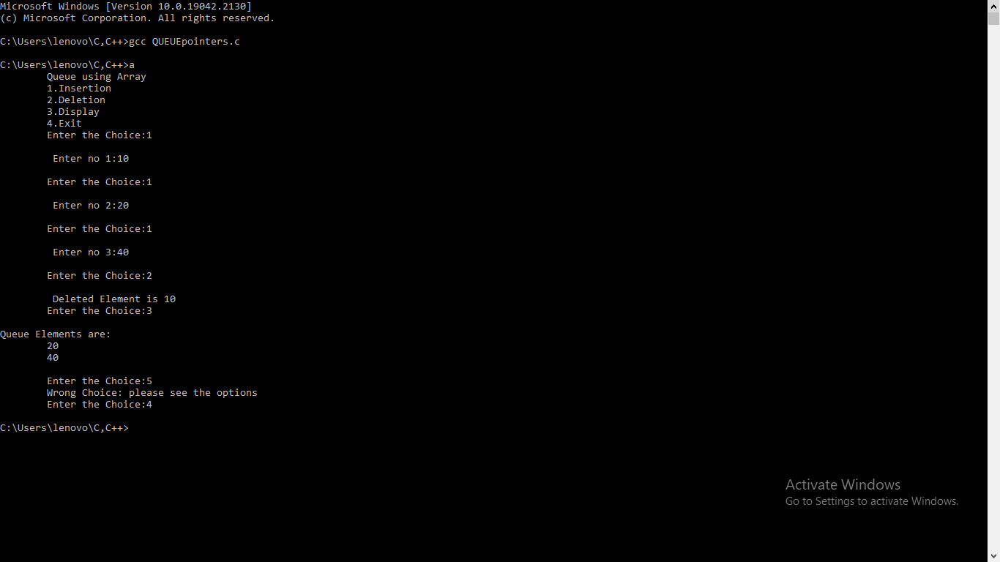 Microsoft Windows [Version 10.0.19042.2130]
(c) Microsoft Corporation. All rights reserved.
C:\Users\lenovo\C,C++>gcc QUEUEpointers.c
C:\Users\lenovo\C,C++>a
Queue using Array
1.Insertion
2.Deletion
3.Display
4.Exit
Enter the Choice:1
Enter no 1:10
Enter the Choice:1
Enter no 2:20
Enter the Choice:1
Enter no 3:40
Enter the Choice:2
Deleted Element is 10
Enter the Choice:3
Queue Elements are:
20
40
Enter the Choice:5
Wrong Choice: please see the options
Enter the Choice:4
C:\Users\lenovo\C,C++>
Activate Windows
Go to Settings to activate Windows.